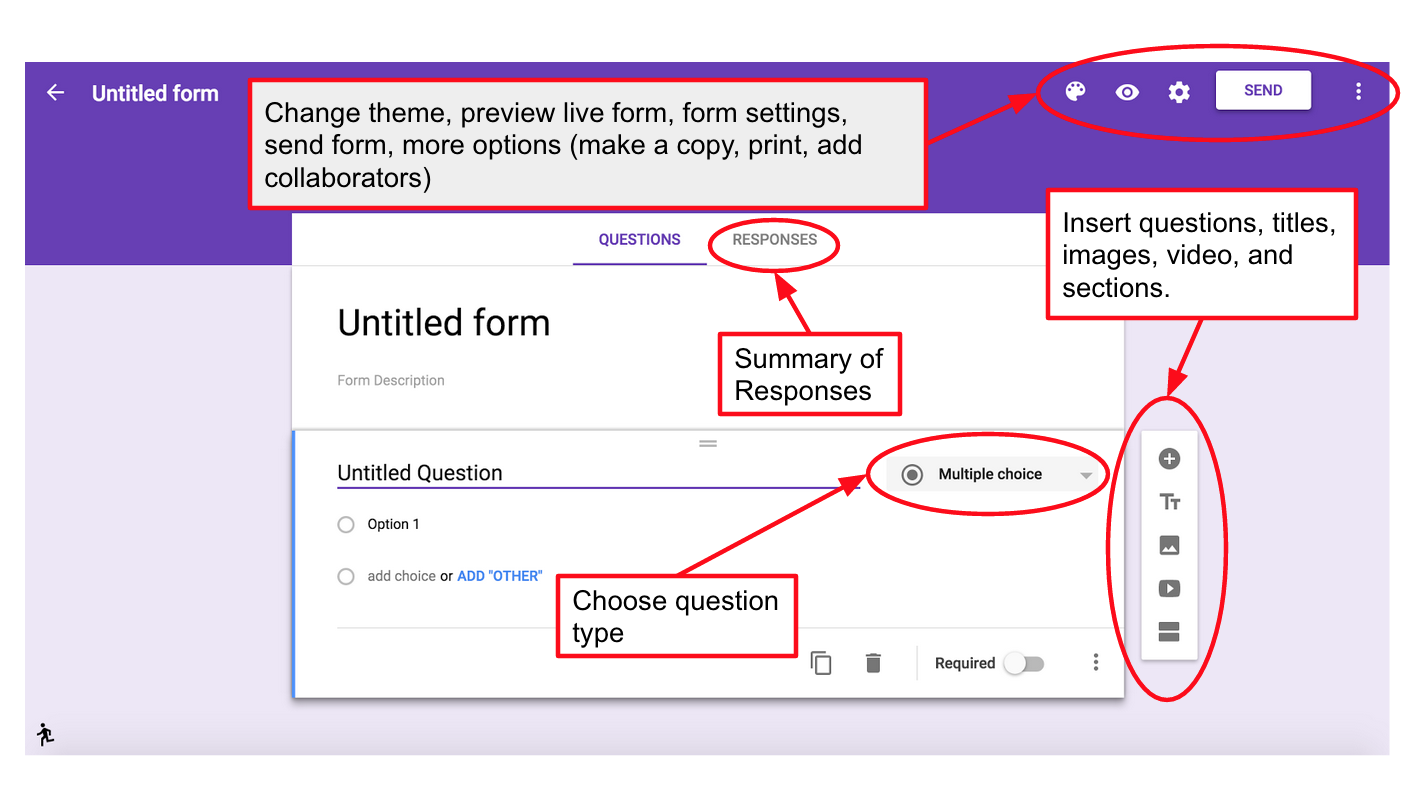 Untitled form
Change theme, preview live form, form settings,
send form, more options (make a copy, print, add
collaborators)
SEND
QUESTIONS
RESPONSES
Insert questions, titles,
images, video, and
sections.
Untitled form
Form Description
Summary of
Responses
Untitled Question
Multiple choice
Option 1
add choice or ADD "OTHER"
Choose question
type
Required